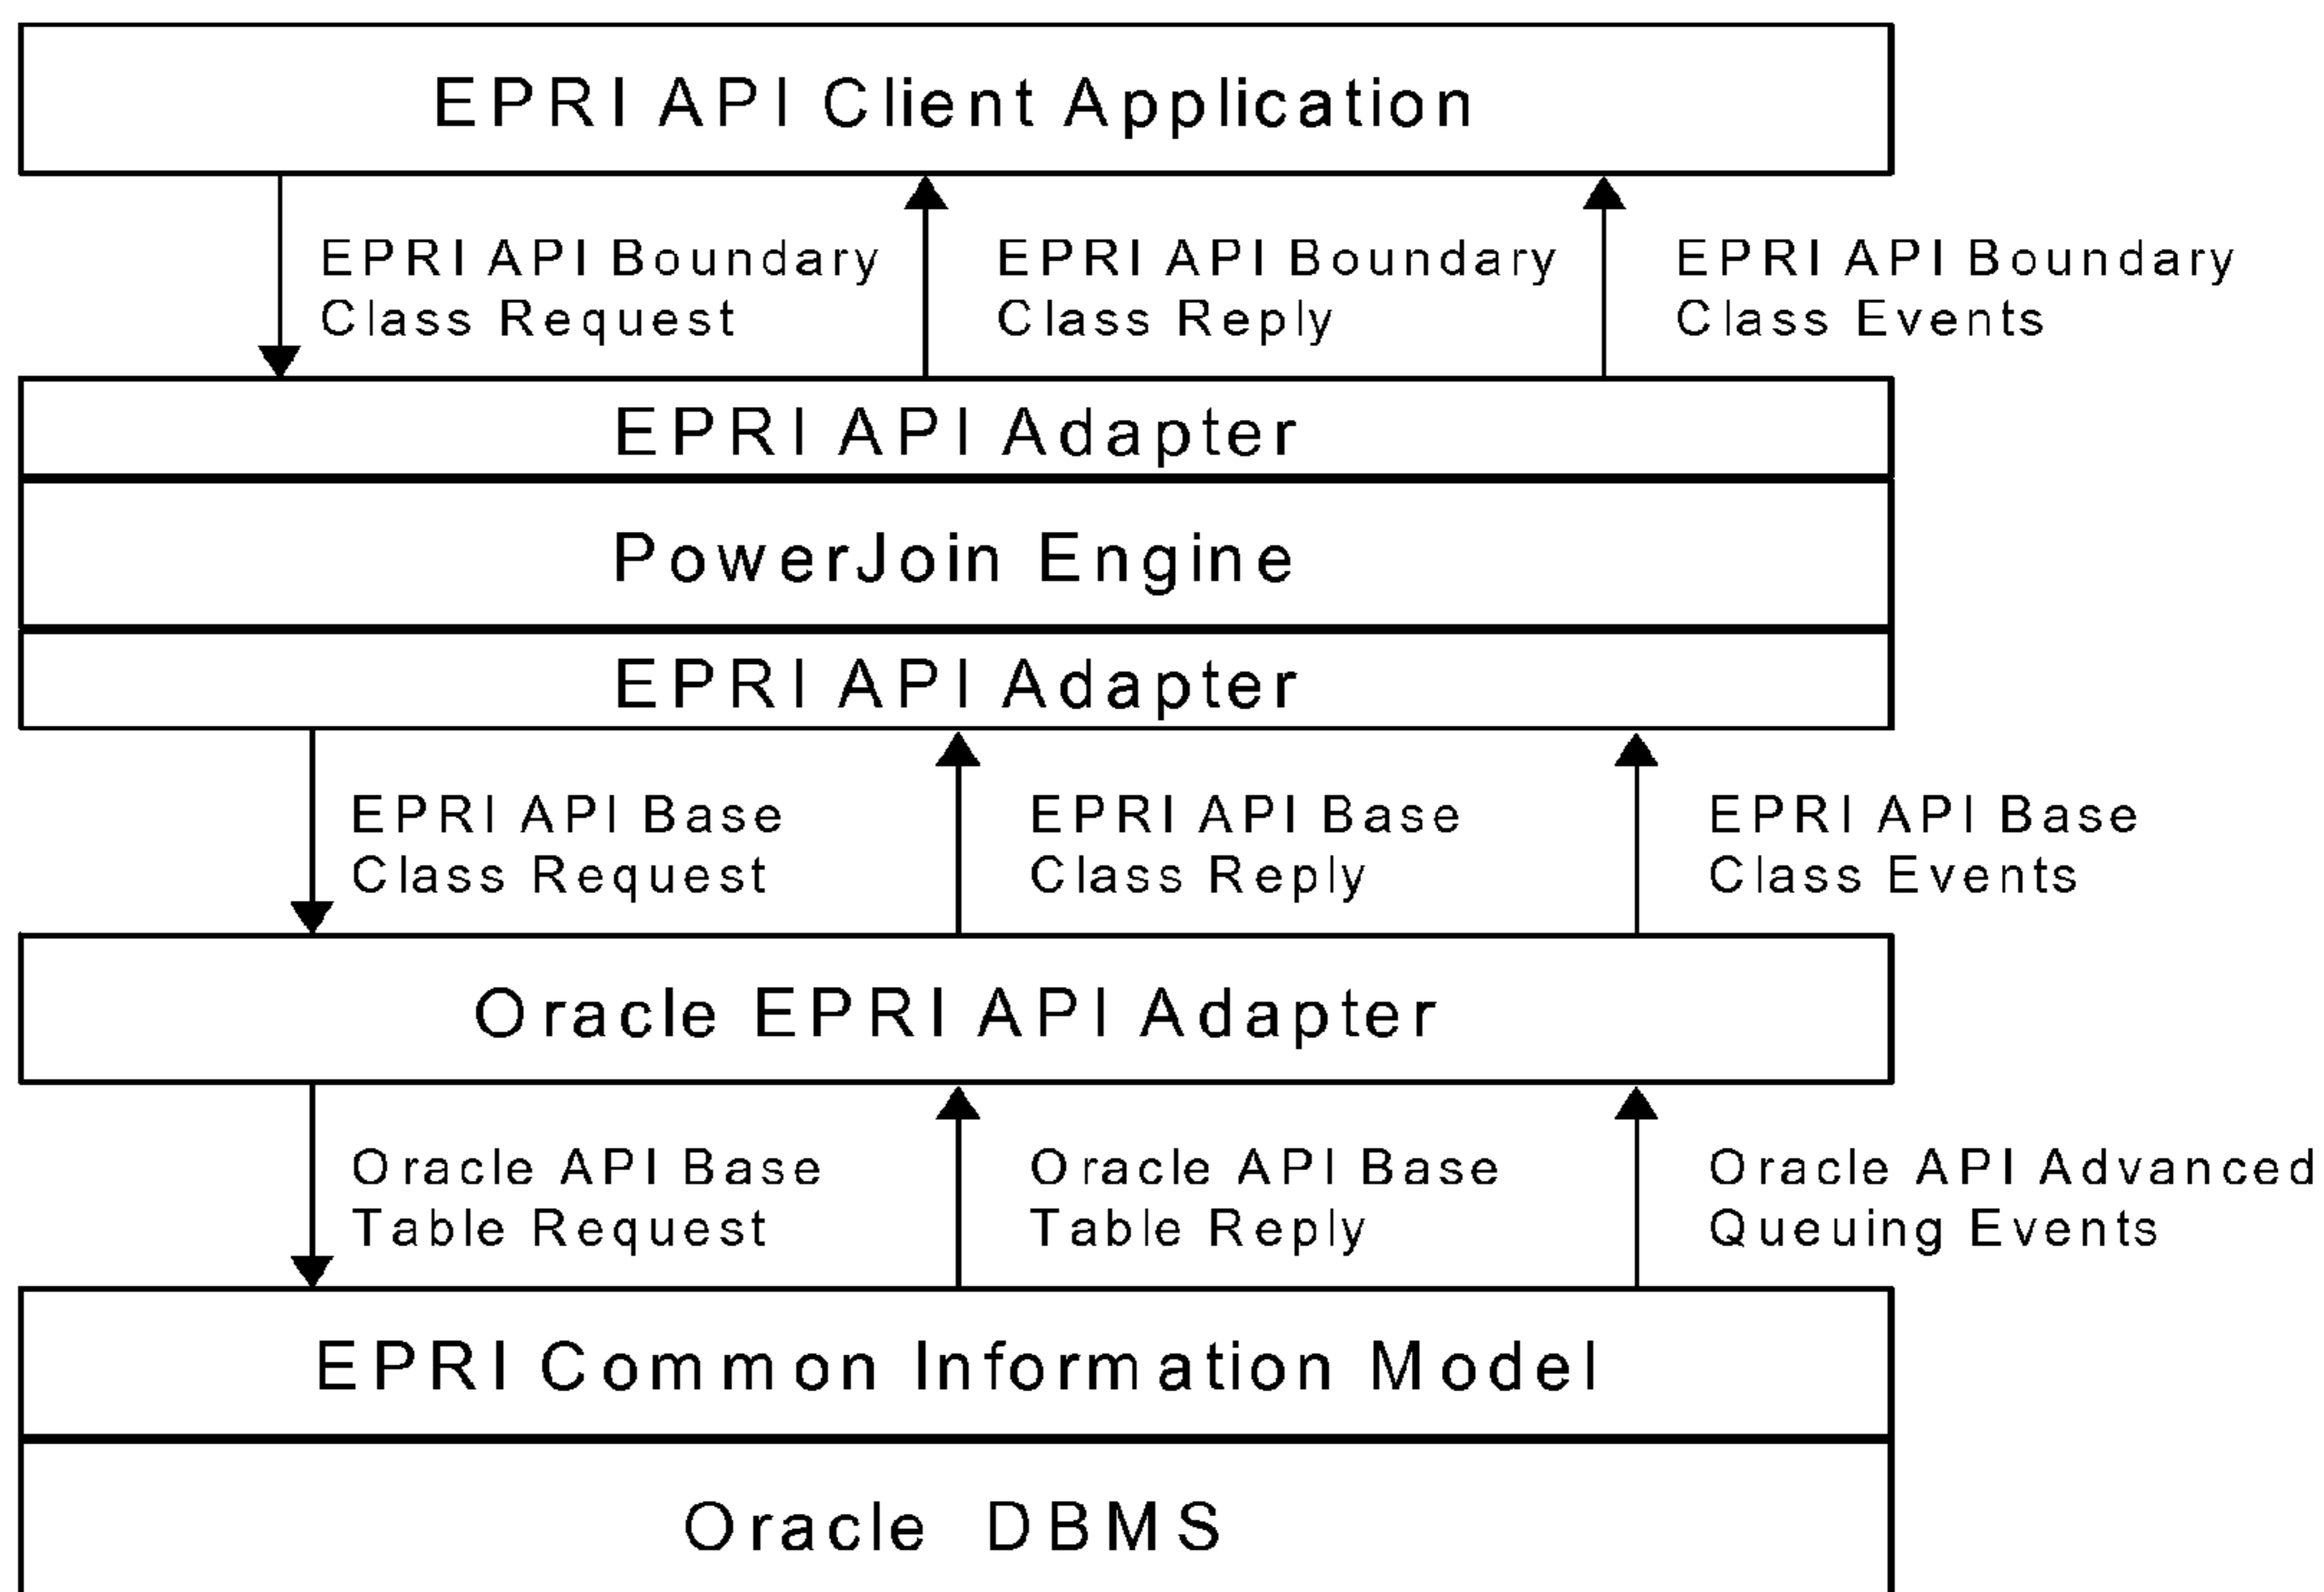 EPRI API Client Application
EPRI API Boundary
Class Request
EPRI API Boundary
Class Reply
EPRI API Boundary
Class Events
EPRI API Adapter
PowerJoin Engine
EPRI API Adapter
EPRI API Base
Class Request
EPRI API Base
Class Reply
EPRI API Base
Class Events
Oracle EPRI API Adapter
Oracle API Base
Table Request
Oracle API Base
Table Reply
Oracle API Advanced
Queuing Events
EPRI Common Information Model
Oracle DBMS